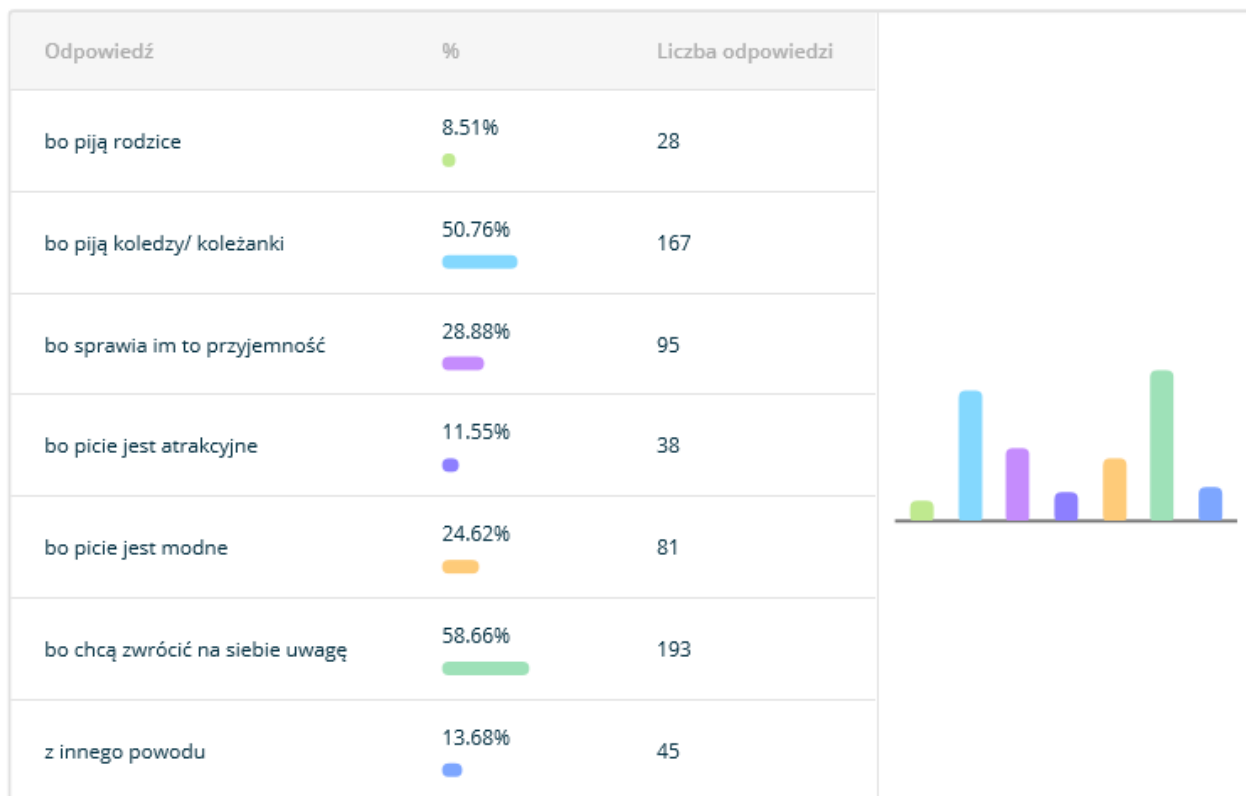 Odpowiedź % Liczba odpowiedzi
bo piją rodzice 8.51% 28
bo piją koledzy/ koleżanki 50.76% 167
bo sprawia im to przyjemność 28.88% 95
bo picie jest atrakcyjne 11.55% 38
bo picie jest modne 24.62% 81
bo chcą zwrócić na siebie uwagę 58.66% 193
z innego powodu 13.68% 45